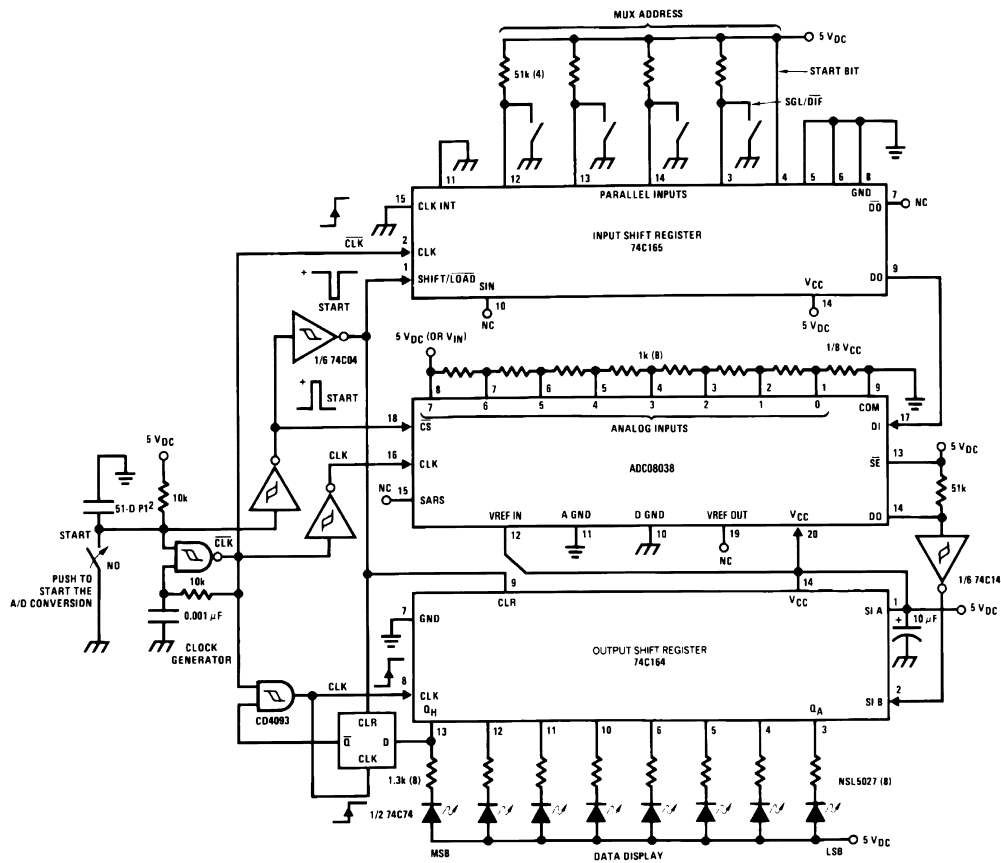 MUX ADDRESS
5 VDC
51k (4)
START BIT
SGL/DIF
11
12
13
14
3
4
5
6
8
PARALLEL INPUTS
GND
15
CLK INT
DO
7
NC
INPUT SHIFT REGISTER
74C165
CLK
2
CLK
1
SHIFT/LOAD
SIN
VCC
DO
9
10
NC
14
5 VDC
+
START
1/6 74C04
5 VDC (OR VIN)
1k (8)
1/8 VCC
8
7
6
5
4
3
2
1
9
START
7
6
5
4
3
2
1
0
COM
ANALOG INPUTS
18
CS
DI
17
CLK
16
CLK
ADC08038
SE
13
5 VDC
NC
15
SARS
51k
DO
14
VREF IN
A GND
D GND
VREF OUT
VCC
12
11
10
19
NC
20
1/6 74C14
5 VDC
10k
51-D P1²
START
NO
CLK
PUSH TO
START THE
A/D CONVERSION
10k
0.001 µF
CLOCK
GENERATOR
9
14
CLR
VCC
7
GND
SI A
1
5 VDC
+
10 µF
OUTPUT SHIFT REGISTER
74C164
CLK
8
CLK
SI B
2
QH
QA
CD4093
CLR
Q
D
CLK
13
12
11
10
6
5
4
3
1.3k (8)
NSL5027 (8)
1/2 74C74
5 VDC
MSB
DATA DISPLAY
LSB